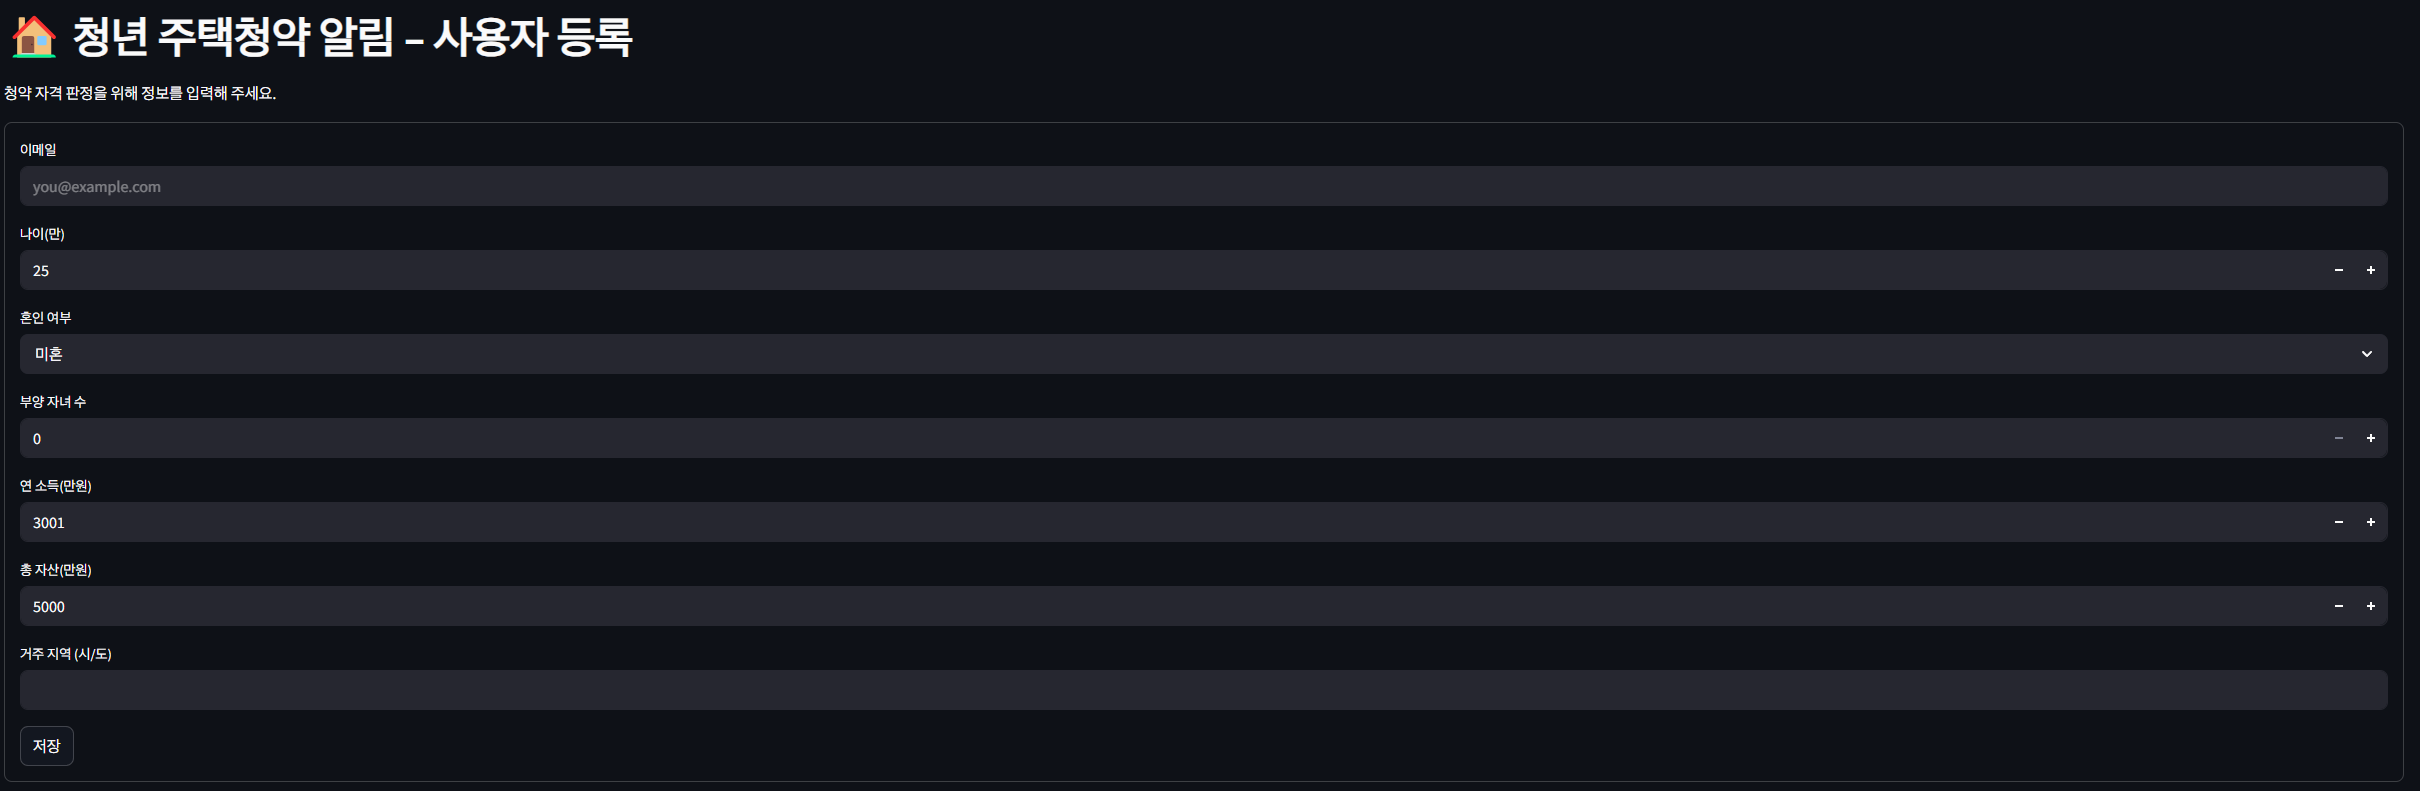 청년 주택청약 알림 – 사용자 등록
청약 자격 판정을 위해 정보를 입력해 주세요.
이메일
you@example.com
나이(만)
25
혼인 여부
미혼
부양 자녀 수
0
연 소득(만원)
3001
총 자산(만원)
5000
거주 지역 (시/도)
저장